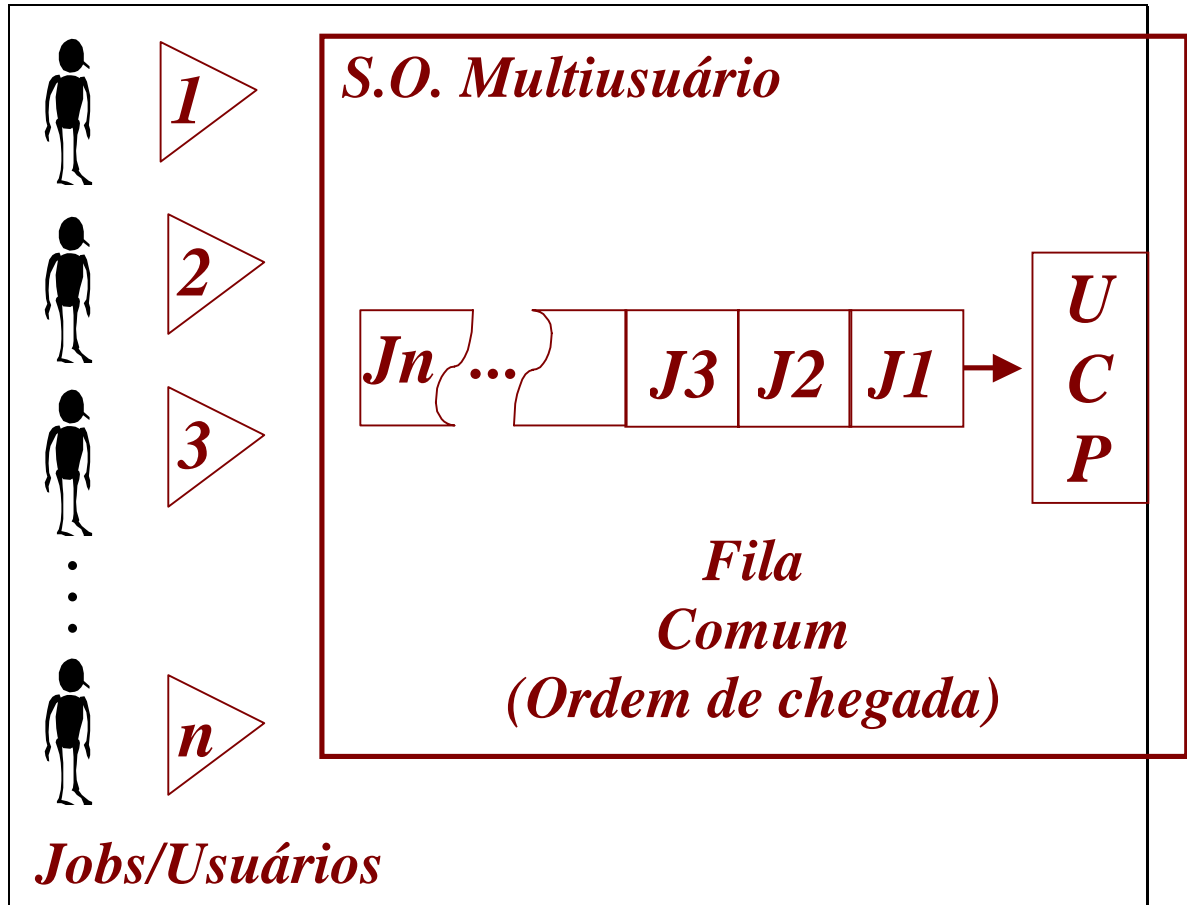 1
S.O. Multiusuário
2
Jn ... J3 J2 J1
U
C
P
3
Fila
Comum
(Ordem de chegada)
n
Jobs/Usuários